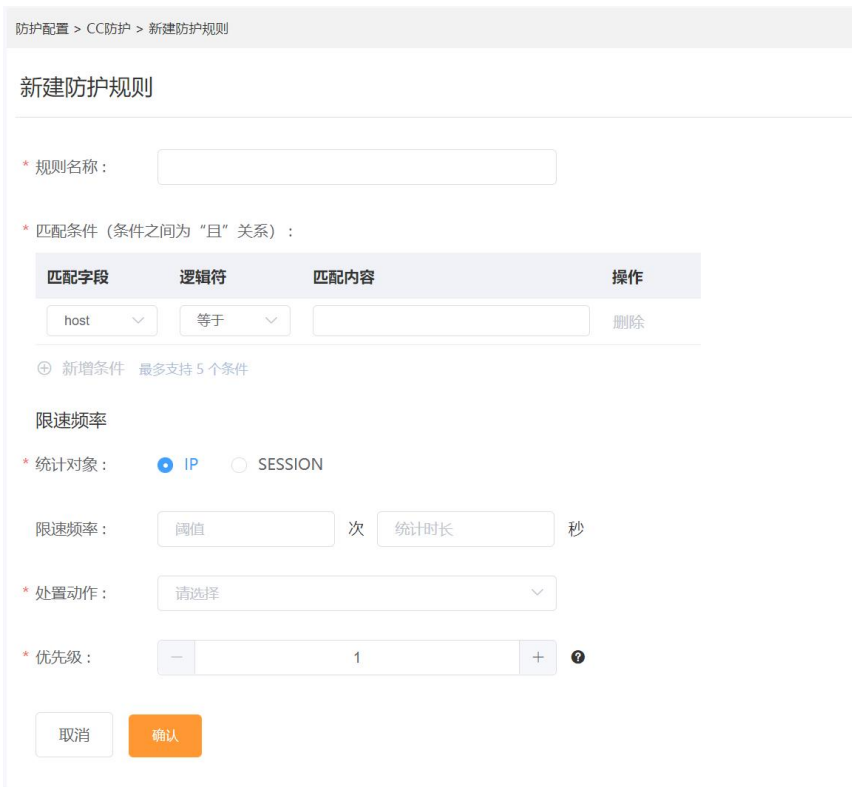 防护配置 > CC防护 > 新建防护规则
新建防护规则
* 规则名称：
* 匹配条件（条件之间为“且”关系）：
匹配字段 逻辑符 匹配内容 操作
host 等于 删除
新增条件 最多支持 5 个条件
限速频率
* 统计对象： IP SESSION
限速频率： 阈值 次 统计时长 秒
* 处置动作： 请选择
* 优先级： － 1 + ?
取消 确认